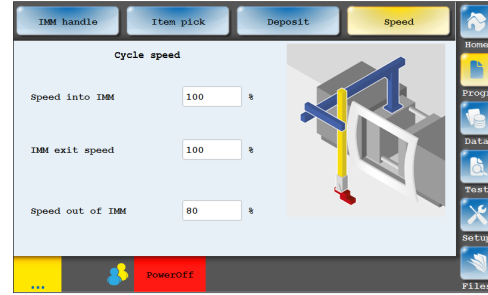 IMM handle
Item pick
Deposit
Speed
Cycle speed
Speed into IMM 100 %
IMM exit speed 100 %
Speed out of IMM 80 %
Home
Progr
Data
Test
Setup
Files
... PowerOff